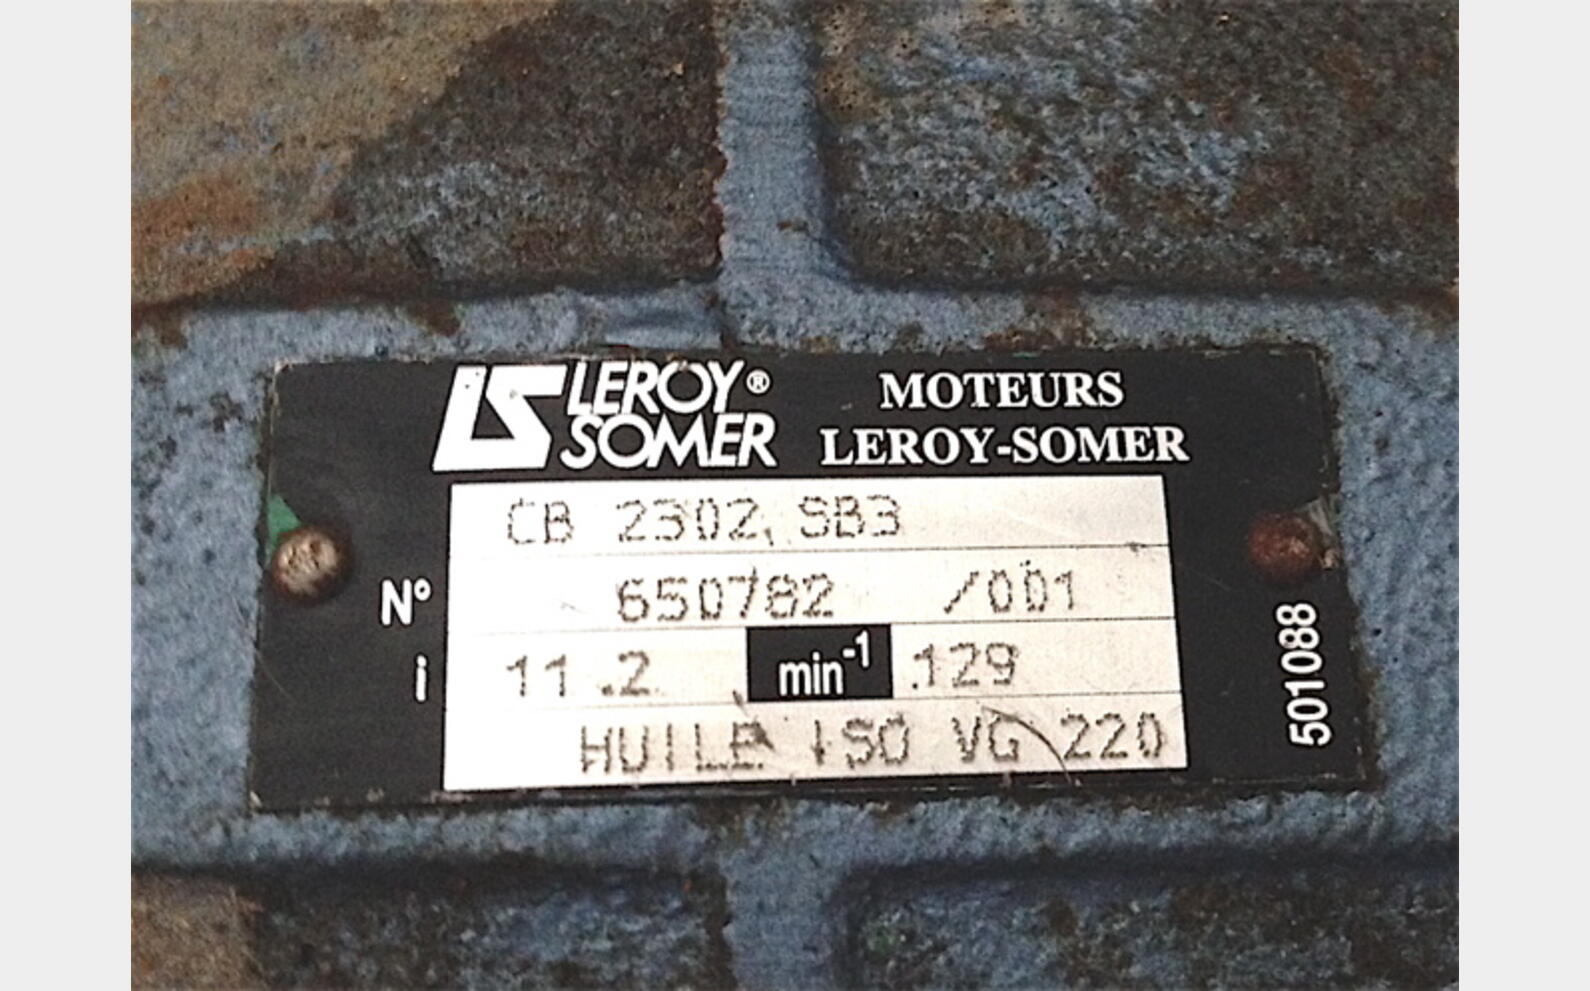 LEROY® SOMER
MOTEURS
LEROY-SOMER
CB 2302 SB3
N° 650782 /001
i 11.2 min-1 129
HUILE ISO VG 220
501088